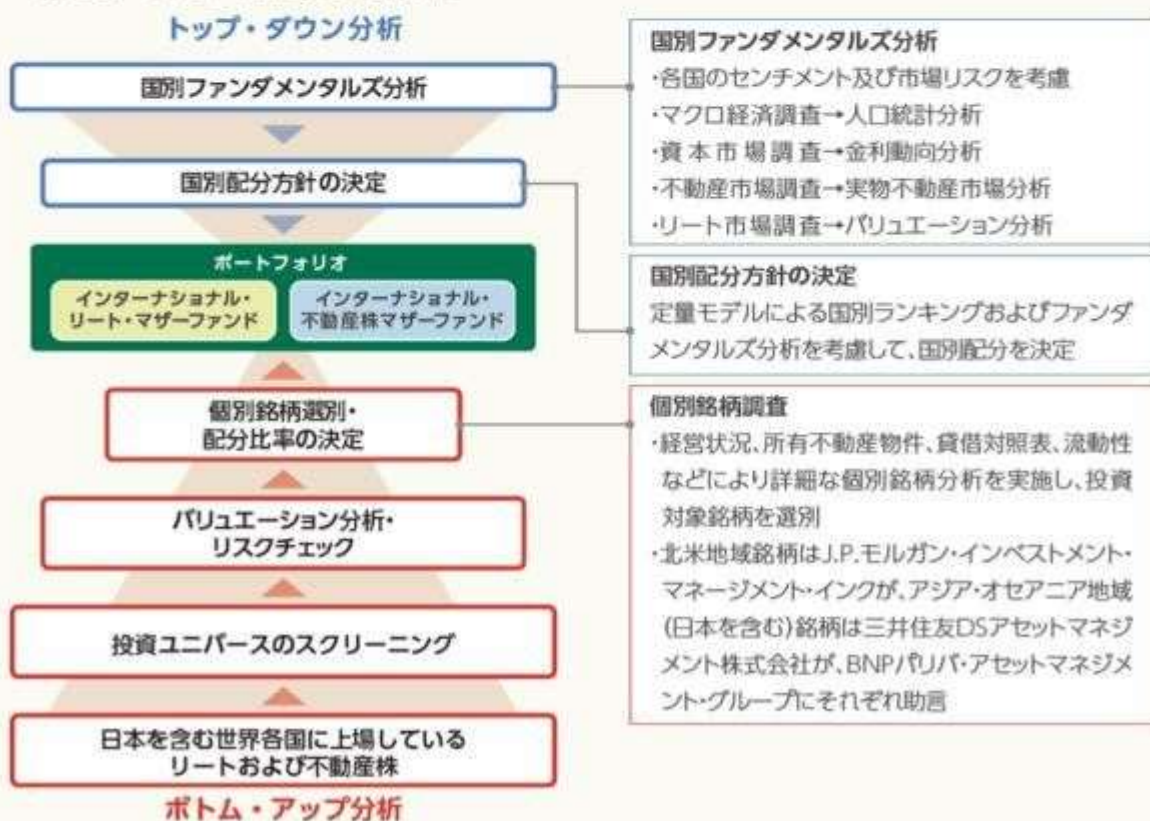 トップ・ダウン分析
国別ファンダメンタルズ分析
国別配分方針の決定
ポートフォリオ
インターナショナル・
リート・マザーファンド
インターナショナル・
不動産株マザーファンド
個別銘柄選別・
配分比率の決定
バリュエーション分析・
リスクチェック
投資ユニバースのスクリーニング
日本を含む世界各国に上場している
リートおよび不動産株
ボトム・アップ分析
国別ファンダメンタルズ分析
・各国のセンチメント及び市場リスクを考慮
・マクロ経済調査→人口統計分析
・資本市場調査→金利動向分析
・不動産市場調査→実物不動産市場分析
・リート市場調査→バリュエーション分析
国別配分方針の決定
定量モデルによる国別ランキングおよびファンダ
メンタルズ分析を考慮して、国別配分を決定
個別銘柄調査
・経営状況、所有不動産物件、貸借対照表、流動性
などにより詳細な個別銘柄分析を実施し、投資
対象銘柄を選別
・北米地域銘柄はJ.P.モルガン・インベストメント・
マネージメント・インクが、アジア・オセアニア地域
(日本を含む)銘柄は三井住友DSアセットマネジ
メント株式会社が、BNPパリバ・アセットマネジメ
ント・グループにそれぞれ助言